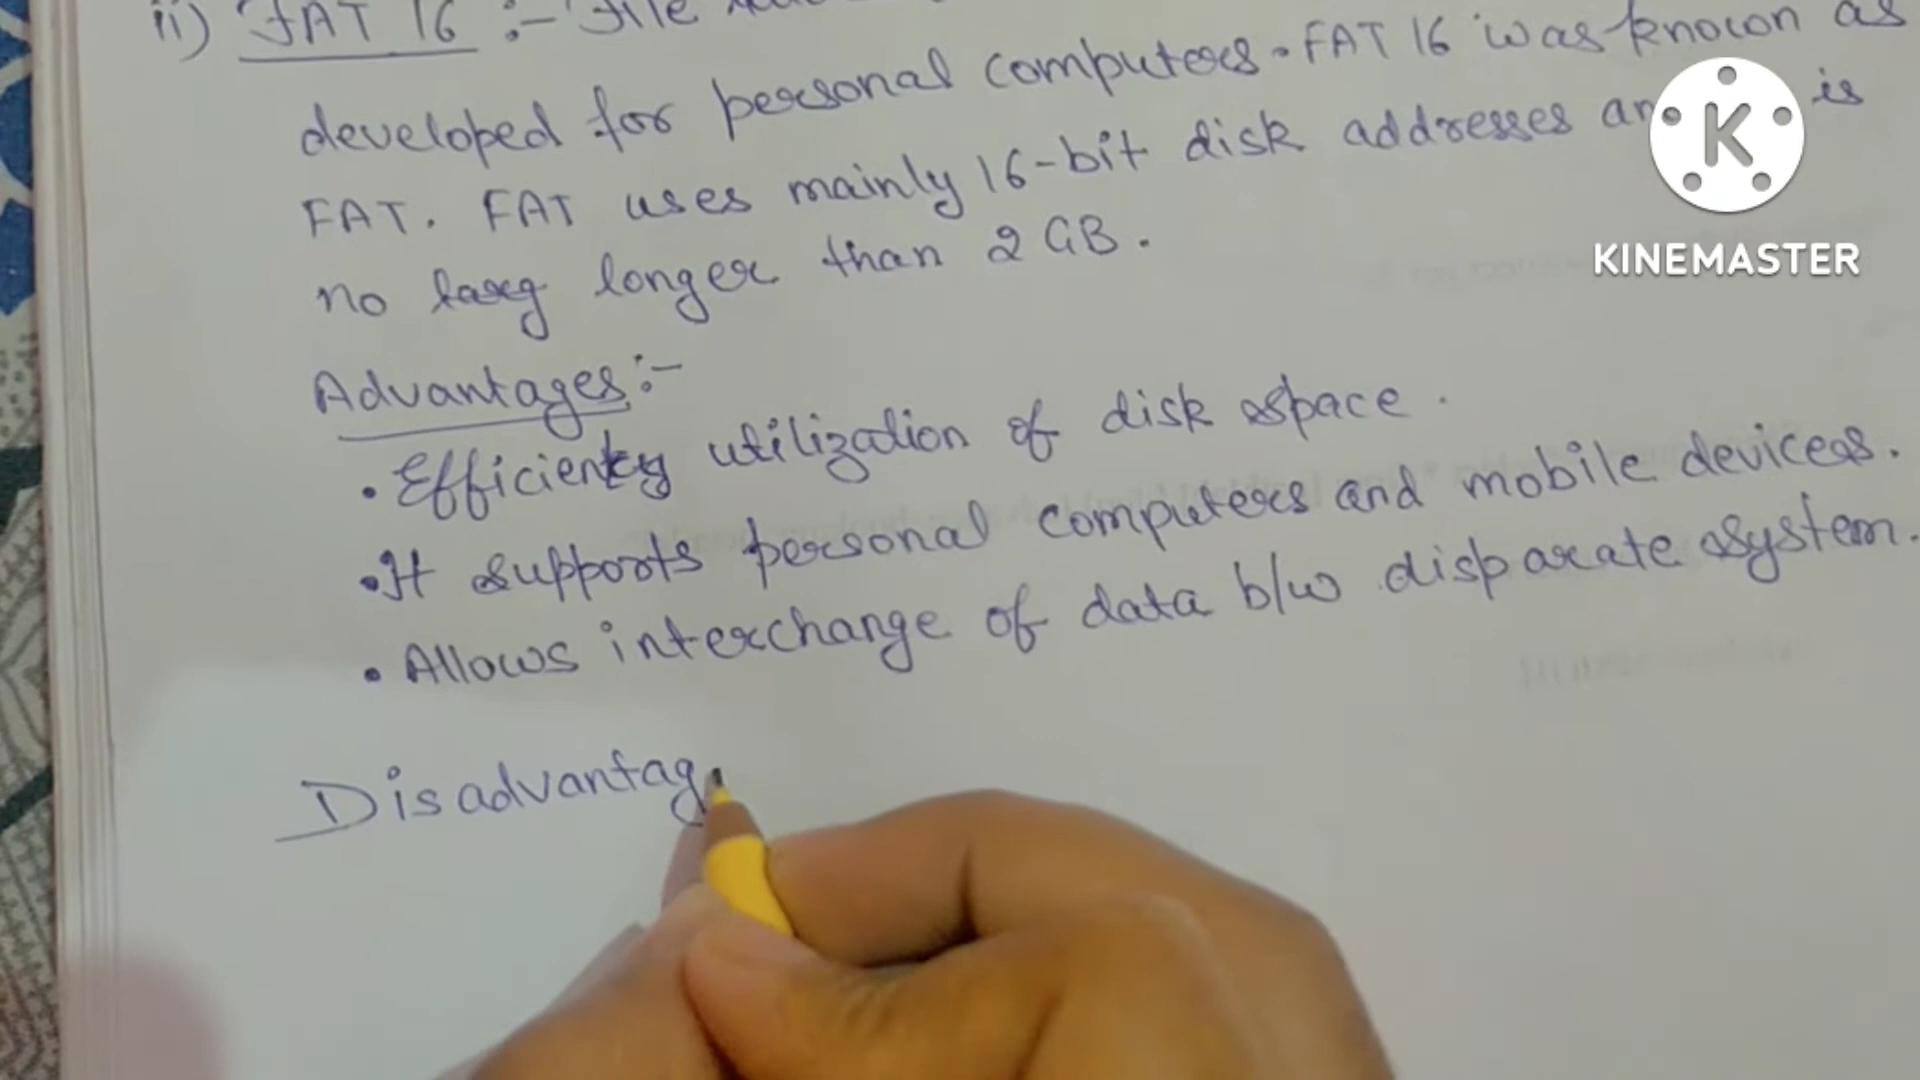 ii) FAT 16 :- File
developed for personal computers. FAT 16 was known as
FAT. FAT uses mainly 16-bit disk addresses an is
no larg longer than 2 GB.
Advantages:-
• Efficiency utilization of disk space.
• It supports personal computers and mobile devices.
• Allows interchange of data b/w disparate system.
Disadvantag
K
KINEMASTER